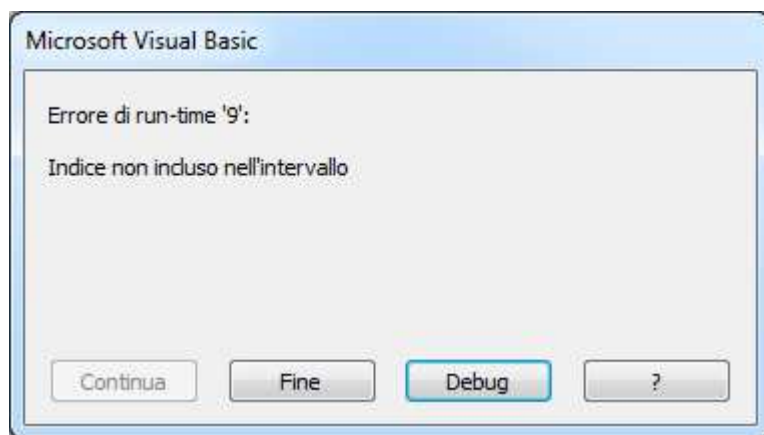 Microsoft Visual Basic
Errore di run-time '9':
Indice non incluso nell'intervallo
Continua Fine Debug ?